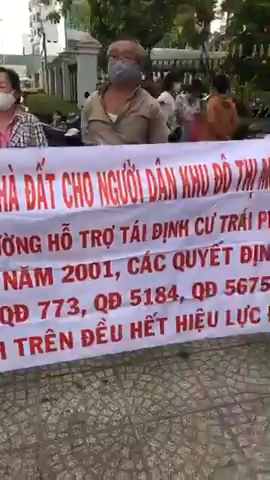 HÀ ĐẤT CHO NGƯỜI DÂN KHU ĐÔ THỊ
ƯỜNG HỖ TRỢ TÁI ĐỊNH CƯ TRÁI P
NĂM 2001, CÁC QUYẾT ĐỊN
QĐ 773, QĐ 5184, QĐ 5675
TRÊN ĐỀU HẾT HIỆU LỰC